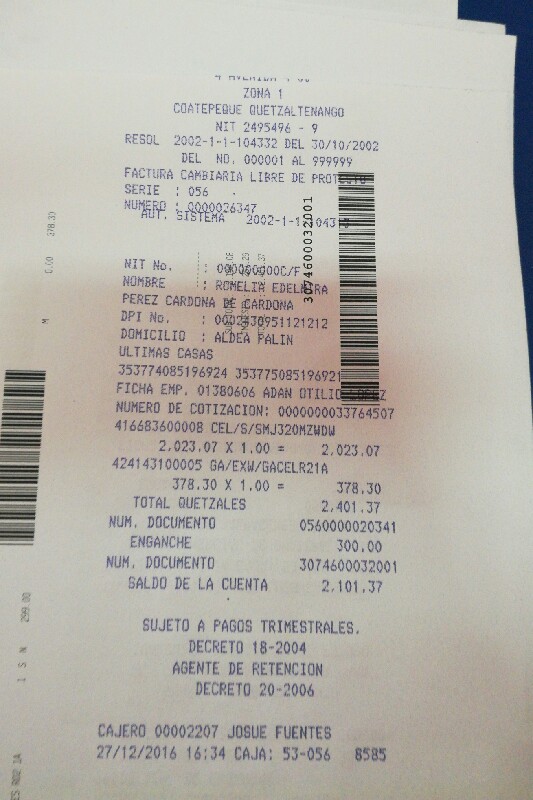 4 AVENIDA
ZONA 1
COATEPEQUE QUETZALTENANGO
NIT 2495496 - 9
RESOL 2002-1-1-104332 DEL 30/10/2002
DEL NO. 000001 AL 999999
FACTURA CAMBIARIA LIBRE DE PROTESTO
SERIE : 056
NUMERO : 0000026347
AUT. SISTEMA 2002-1-1
NIT No. : 000000000C/F
NOMBRE : ROMELIA EDELMIRA
PEREZ CARDONA DE CARDONA
DPI No. : 0002430951121212
DOMICILIO : ALDEA PALIN
ULTIMAS CASAS
353774085196924 353775085196921
FICHA EMP. 01380606 ADAN OTILIO LOPEZ
NUMERO DE COTIZACION: 0000000033764507
416683600008 CEL/S/SMJ320MZWDW
2,023.07 X 1.00 = 2,023.07
424143100005 GA/EXW/GACELR21A
378.30 X 1.00 = 378.30
TOTAL QUETZALES 2,401.37
NUM. DOCUMENTO 0560000020341
ENGANCHE 300.00
NUM. DOCUMENTO 3074600032001
SALDO DE LA CUENTA 2,101.37
SUJETO A PAGOS TRIMESTRALES.
DECRETO 18-2004
AGENTE DE RETENCION
DECRETO 20-2006
CAJERO 00002207 JOSUE FUENTES
27/12/2016 16:34 CAJA: 53-056 8585
3074600032001
0.00 378.30
M
1 S N 299.00